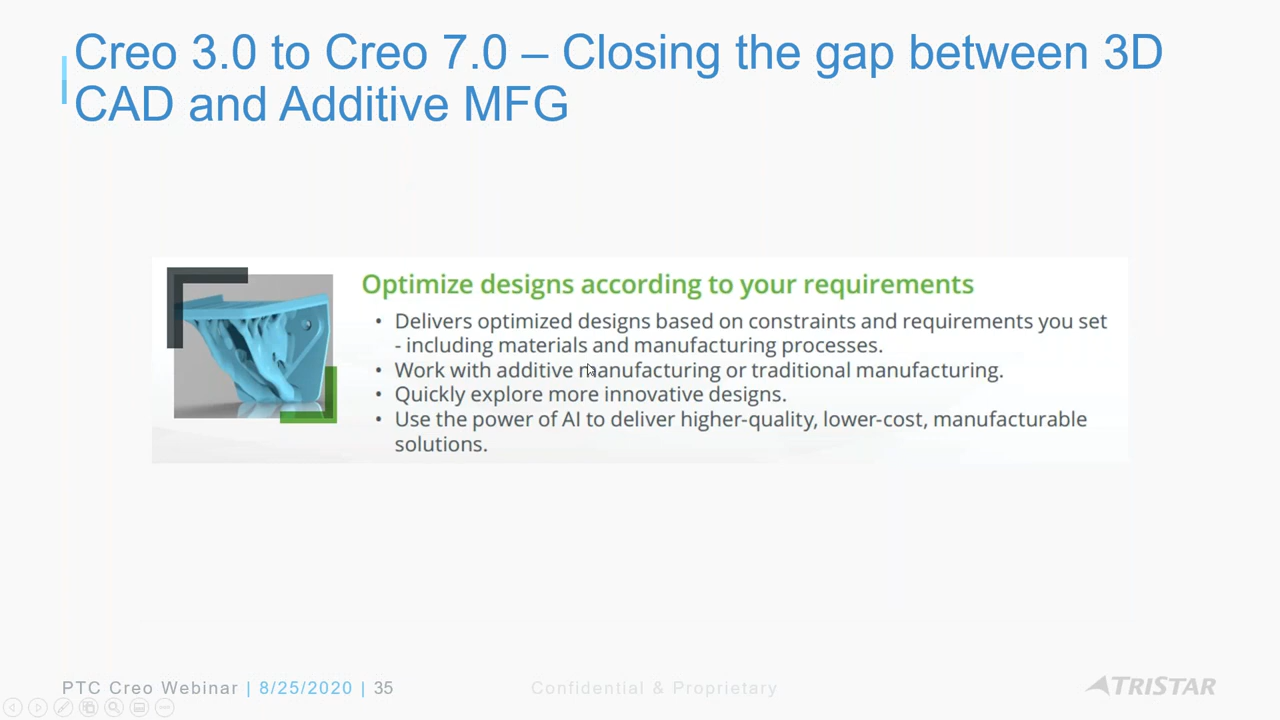 Creo 3.0 to Creo 7.0 – Closing the gap between 3D
CAD and Additive MFG
Optimize designs according to your requirements
• Delivers optimized designs based on constraints and requirements you set
- including materials and manufacturing processes.
• Work with additive manufacturing or traditional manufacturing.
• Quickly explore more innovative designs.
• Use the power of AI to deliver higher-quality, lower-cost, manufacturable
solutions.
PTC Creo Webinar | 8/25/2020 | 35
Confidential & Proprietary
TRISTAR